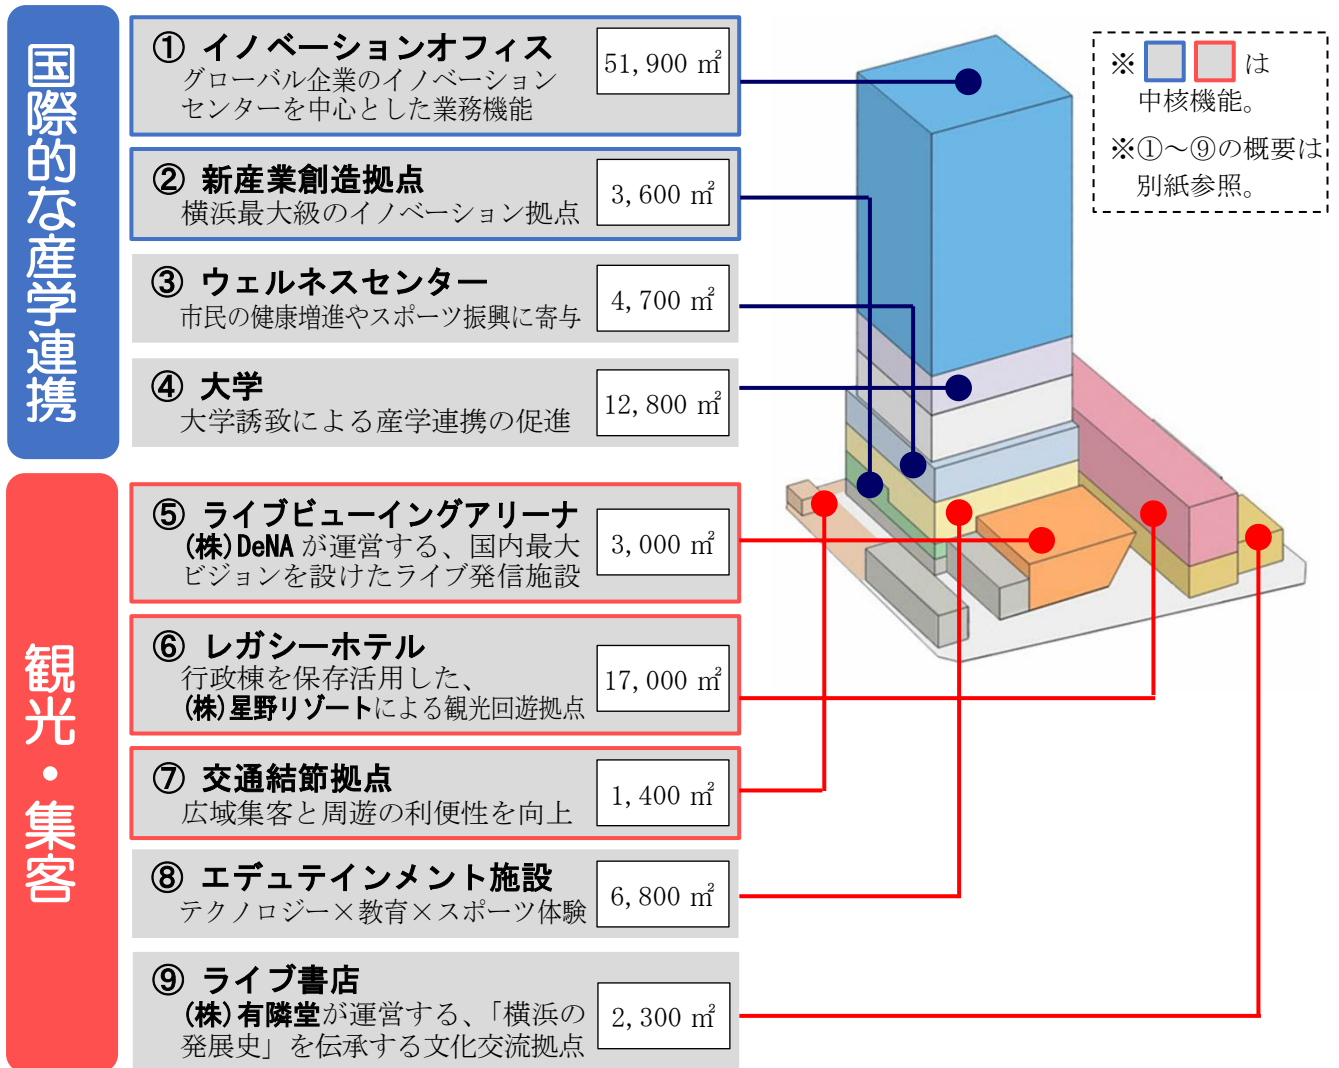 国際的な産学連携
① イノベーションオフィス
グローバル企業のイノベーション
センターを中心とした業務機能
51,900 ㎡
② 新産業創造拠点
横浜最大級のイノベーション拠点
3,600 ㎡
③ ウェルネスセンター
市民の健康増進やスポーツ振興に寄与
4,700 ㎡
④ 大学
大学誘致による産学連携の促進
12,800 ㎡
観光・集客
⑤ ライブビューイングアリーナ
(株)DeNA が運営する、国内最大
ビジョンを設けたライブ発信施設
3,000 ㎡
⑥ レガシーホテル
行政棟を保存活用した、
(株)星野リゾートによる観光回遊拠点
17,000 ㎡
⑦ 交通結節拠点
広域集客と周遊の利便性を向上
1,400 ㎡
⑧ エデュテインメント施設
テクノロジー×教育×スポーツ体験
6,800 ㎡
⑨ ライブ書店
(株)有隣堂が運営する、「横浜の
発展史」を伝承する文化交流拠点
2,300 ㎡
※ は
中核機能。
※①～⑨の概要は
別紙参照。